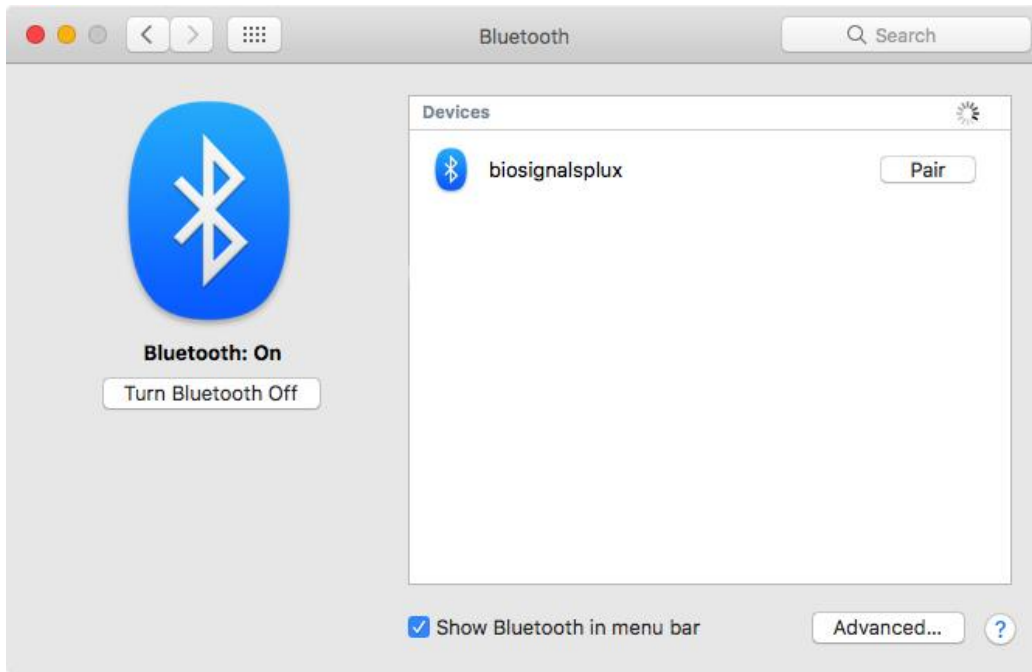 Bluetooth
Search
Devices
biosignalsplux
Pair
Bluetooth: On
Turn Bluetooth Off
Show Bluetooth in menu bar
Advanced...
?